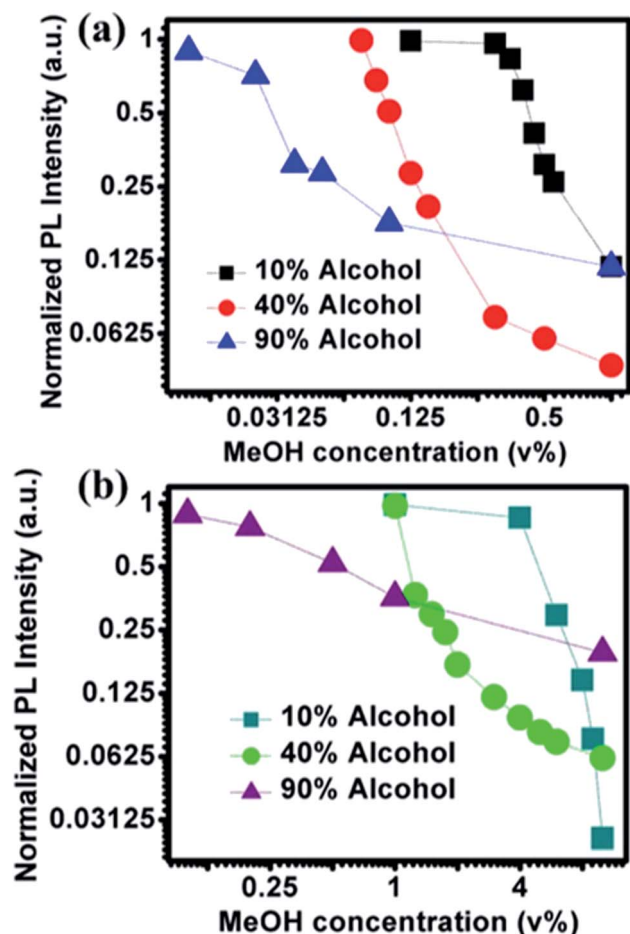 (a)
Normalized PL Intensity (a.u.)
1
0.5
0.25
0.125
0.0625
10% Alcohol
40% Alcohol
90% Alcohol
0.03125 0.125 0.5
MeOH concentration (v%)
(b)
Normalized PL Intensity (a.u.)
1
0.5
0.25
0.125
0.0625
0.03125
10% Alcohol
40% Alcohol
90% Alcohol
0.25 1 4
MeOH concentration (v%)